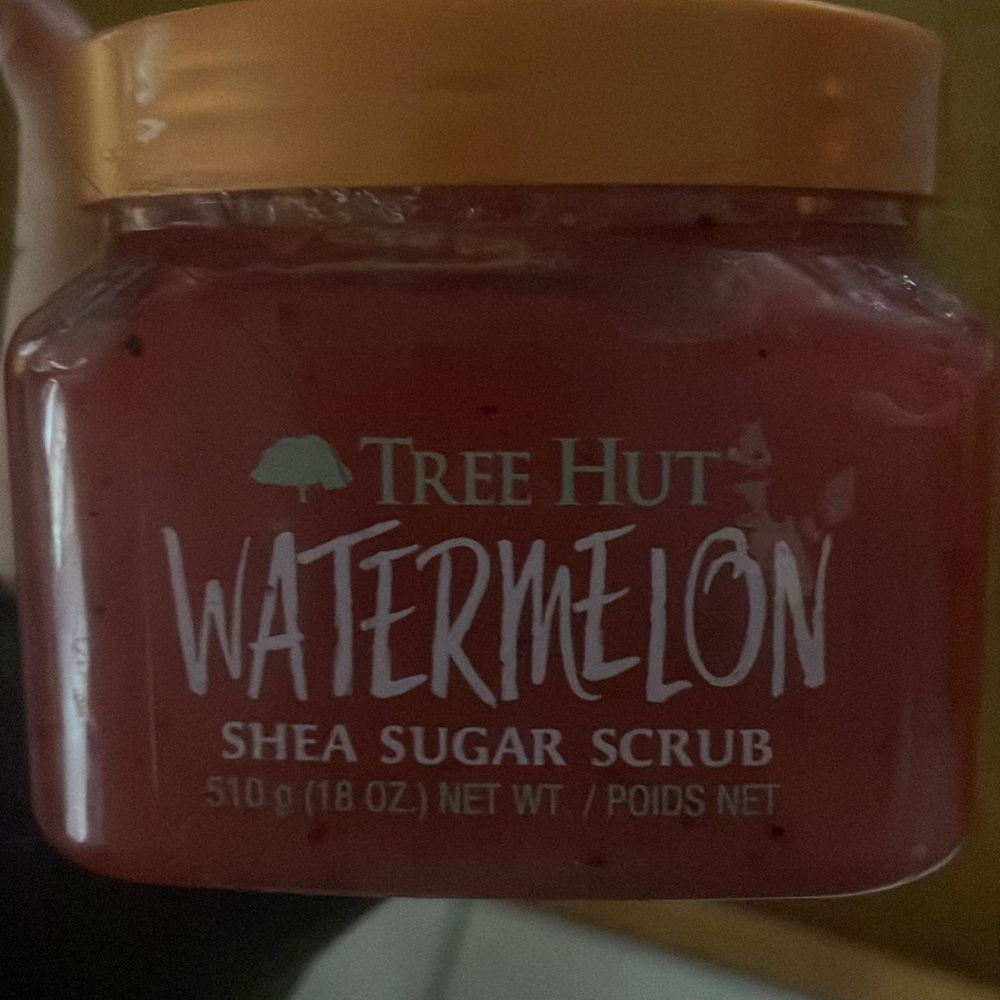 TREE HUT
WATERMELON
SHEA SUGAR SCRUB
510 g (18 OZ.) NET WT. / POIDS NET